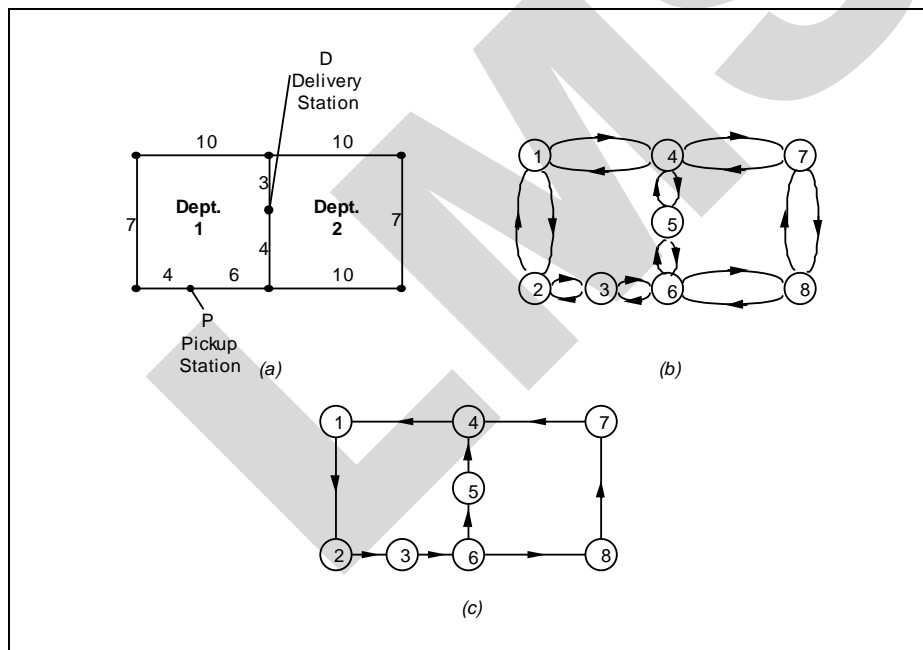 D
Delivery
Station
10 10
3
7 Dept. Dept. 7
1 2
4
4 6 10
P
Pickup
Station
(a)
1 4 7
5
2 3 6 8
(b)
1 4 7
5
2 3 6 8
(c)
LMS